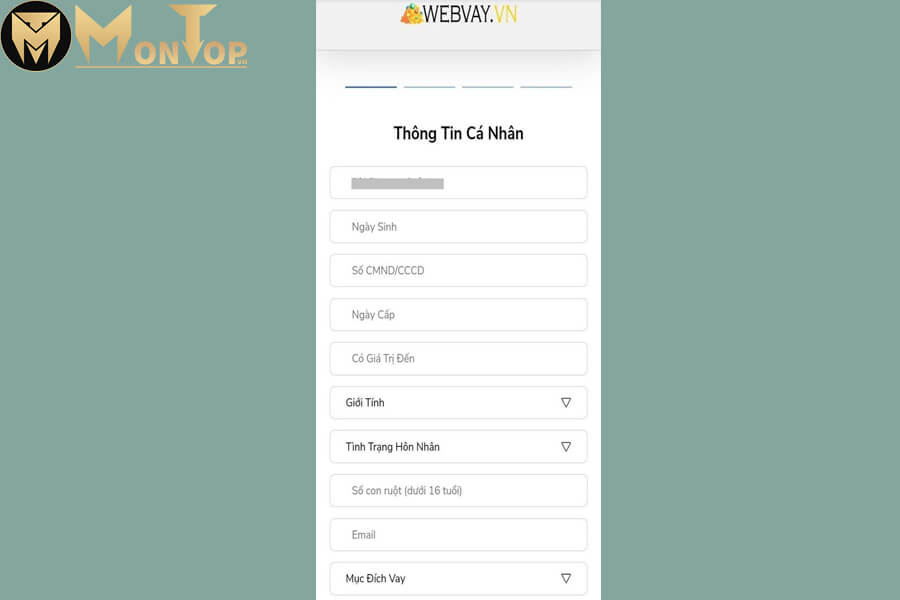 MONTOP.VN
WEBVAY.VN
Thông Tin Cá Nhân
Ngày Sinh
Số CMND/CCCD
Ngày Cấp
Có Giá Trị Đến
Giới Tính
Tình Trạng Hôn Nhân
Số con ruột (dưới 16 tuổi)
Email
Mục Đích Vay